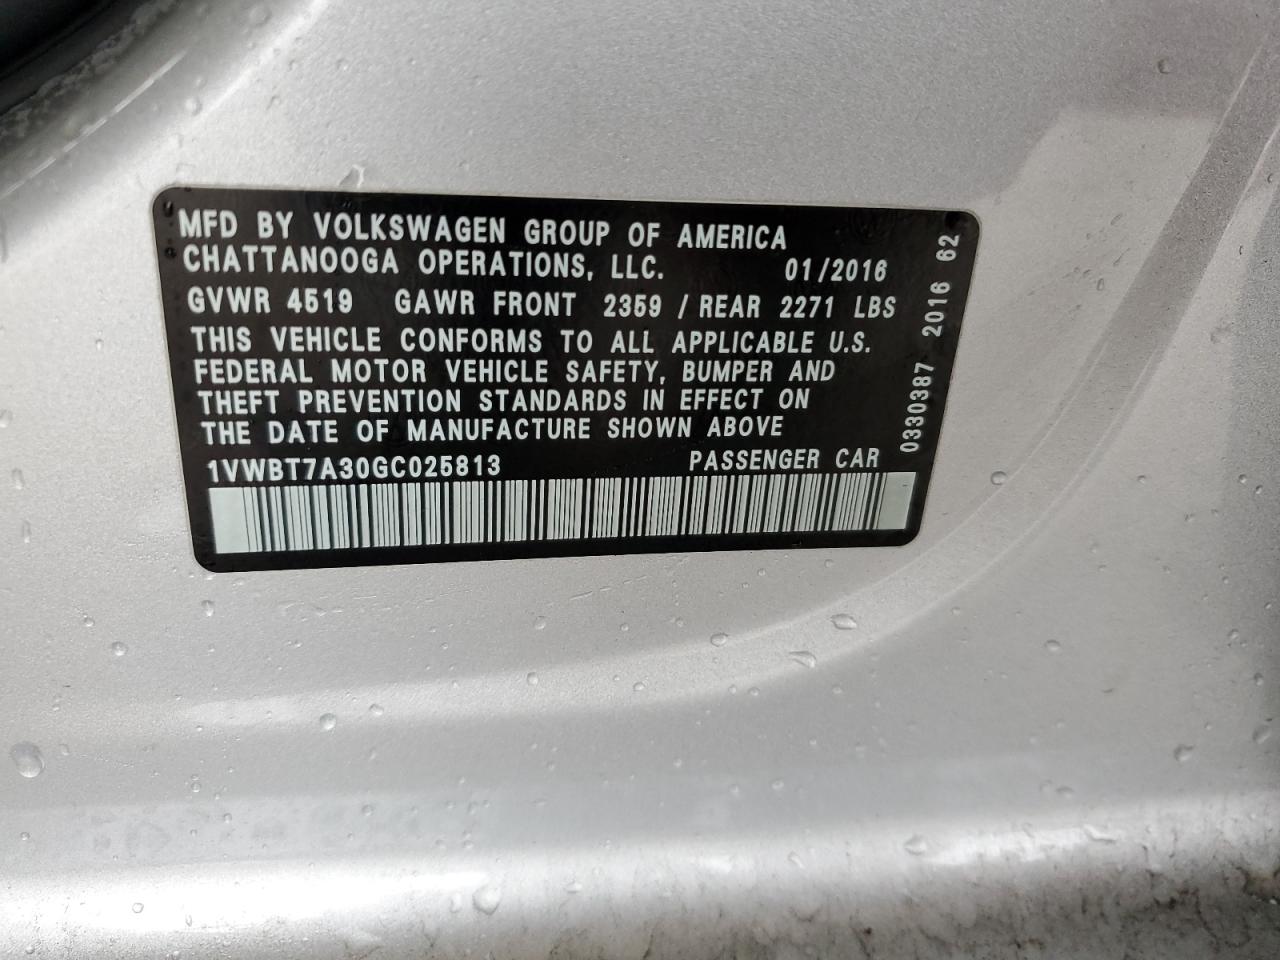 MFD BY VOLKSWAGEN GROUP OF AMERICA
CHATTANOOGA OPERATIONS, LLC. 01/2016
GVWR 4519 GAWR FRONT 2359 / REAR 2271 LBS
THIS VEHICLE CONFORMS TO ALL APPLICABLE U.S.
FEDERAL MOTOR VEHICLE SAFETY, BUMPER AND
THEFT PREVENTION STANDARDS IN EFFECT ON
THE DATE OF MANUFACTURE SHOWN ABOVE
1VWBT7A30GC025813 PASSENGER CAR
0330387 2016 62